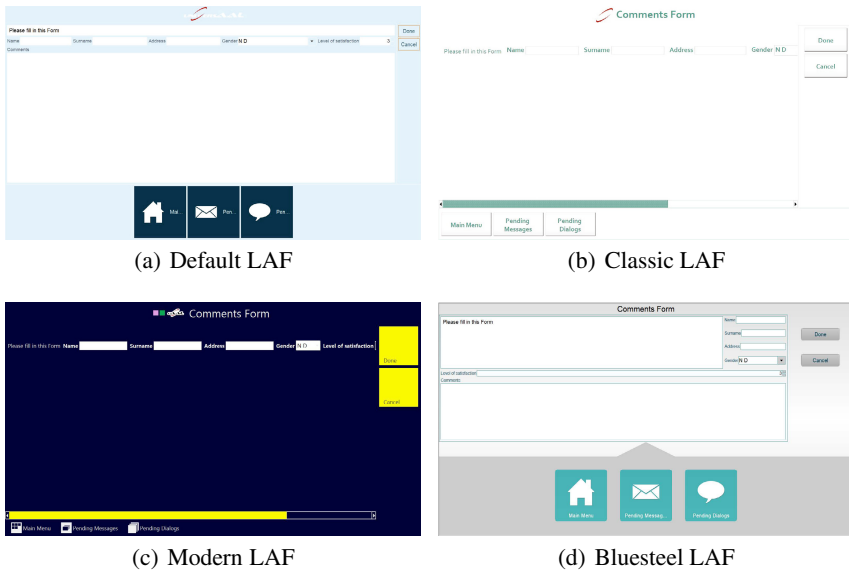 Please fill in this Form
Done
Name Surname Address Gender N D Level of satisfaction 3
Cancel
Comments
Mai... Pen... Pen...
(a) Default LAF
Comments Form
Done
Please fill in this Form Name Surname Address Gender N D
Cancel
Main Menu Pending Messages Pending Dialogs
(b) Classic LAF
Comments Form
Please fill in this Form Name Surname Address Gender N D Level of satisfaction
Done
Cancel
Main Menu Pending Messages Pending Dialogs
(c) Modern LAF
Comments Form
Please fill in this Form
Name
Surname
Done
Address
Gender N D
Cancel
Level of satisfaction 3
Comments
Main Menu Pending Messag... Pending Dialogs
(d) Bluesteel LAF